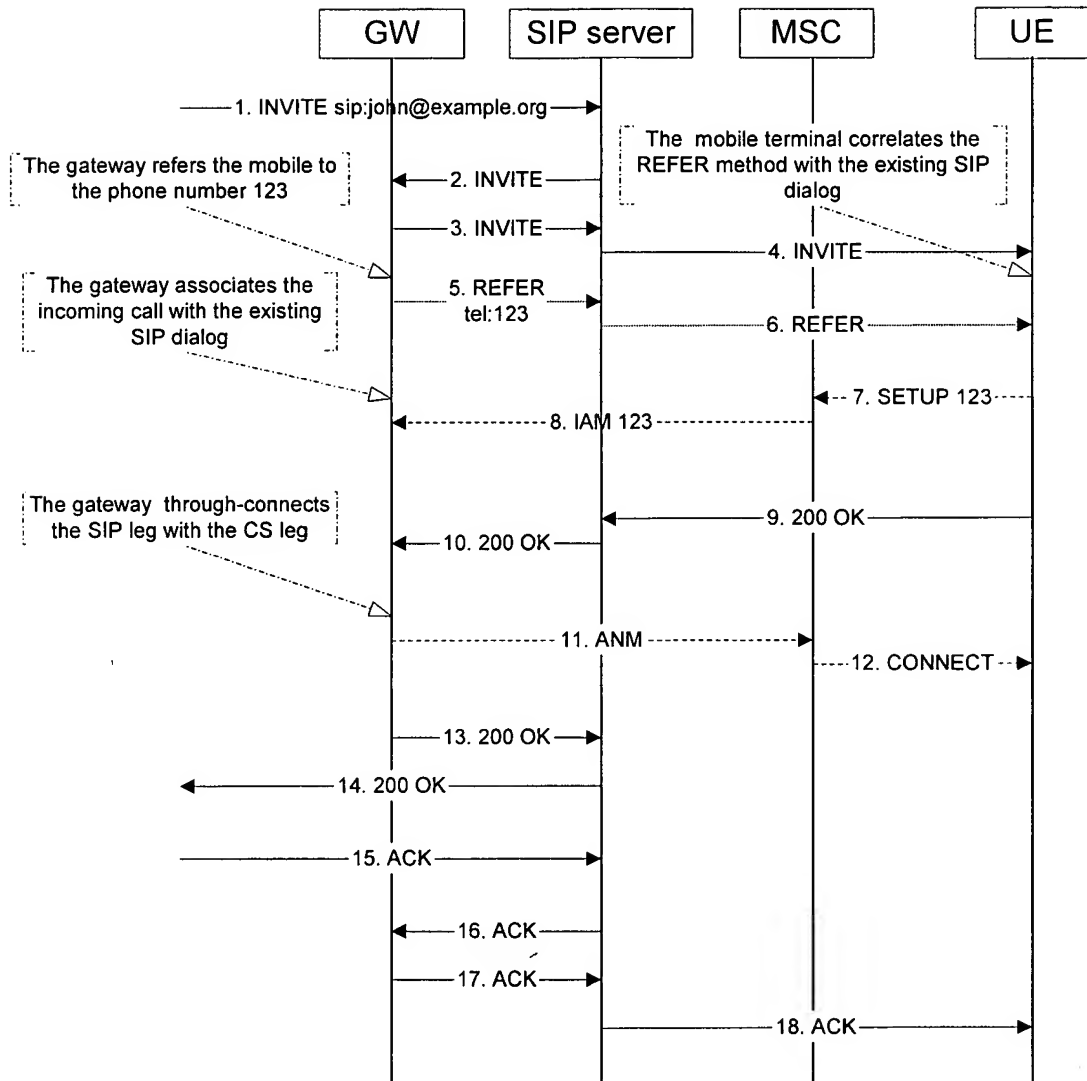 GW
SIP server
MSC
UE
1. INVITE sip:john@example.org
The mobile terminal correlates the
REFER method with the existing SIP
dialog
The gateway refers the mobile to
the phone number 123
2. INVITE
3. INVITE
4. INVITE
The gateway associates the
incoming call with the existing
SIP dialog
5. REFER
tel:123
6. REFER
7. SETUP 123
8. IAM 123
The gateway through-connects
the SIP leg with the CS leg
9. 200 OK
10. 200 OK
11. ANM
12. CONNECT
13. 200 OK
14. 200 OK
15. ACK
16. ACK
17. ACK
18. ACK